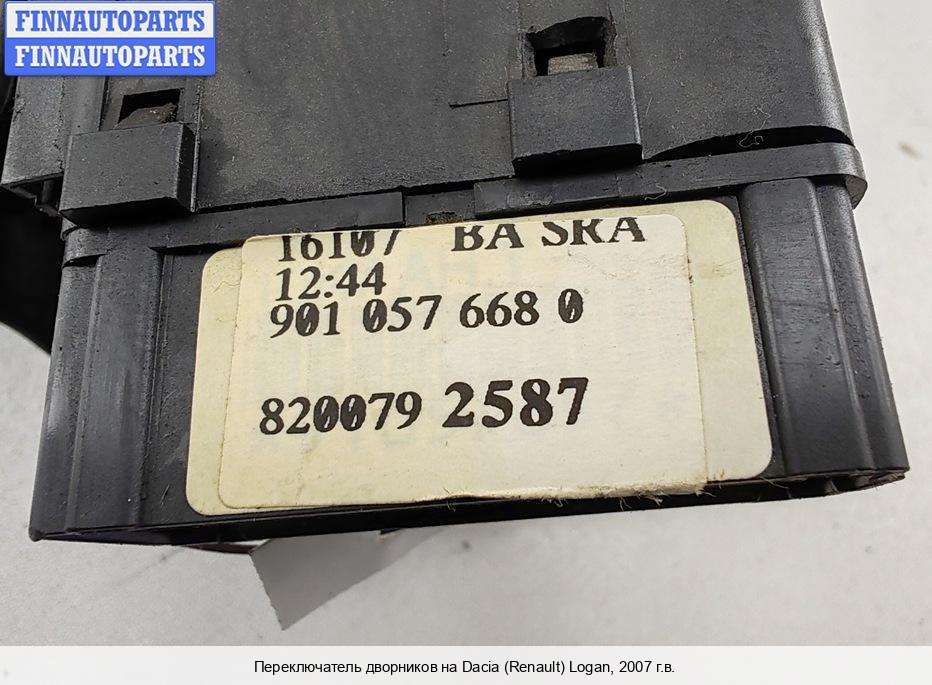 FINNAUTOPARTS
FINNAUTOPARTS
16107 BA SRA
12:44
901 057 668 0
820079 2587
Переключатель дворников на Dacia (Renault) Logan, 2007 г.в.